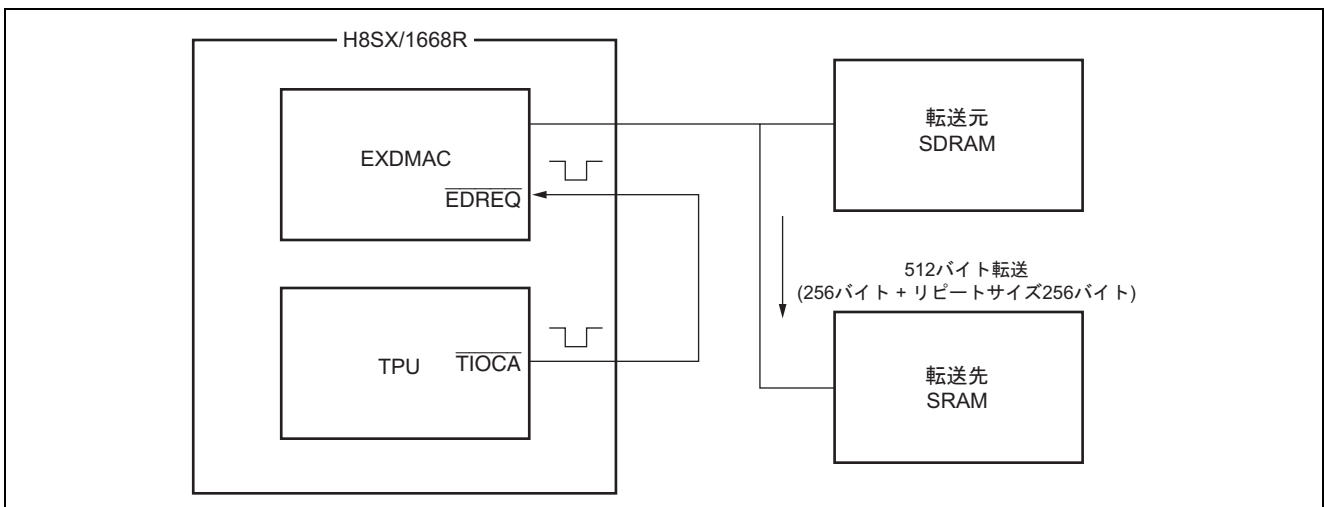 H8SX/1668R
EXDMAC
EDREQ
TPU
TIOCA
転送元
SDRAM
512バイト転送
(256バイト + リピートサイズ256バイト)
転送先
SRAM